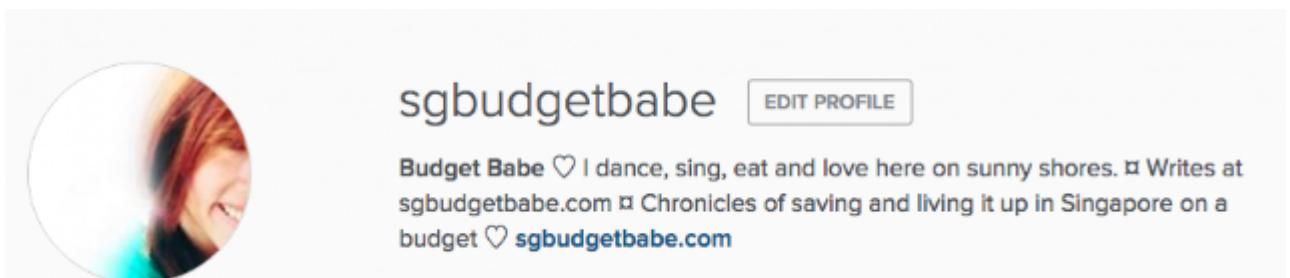 sgbudgetbabe EDIT PROFILE
Budget Babe ♡ I dance, sing, eat and love here on sunny shores. ¤ Writes at
sgbudgetbabe.com ¤ Chronicles of saving and living it up in Singapore on a
budget ♡ sgbudgetbabe.com